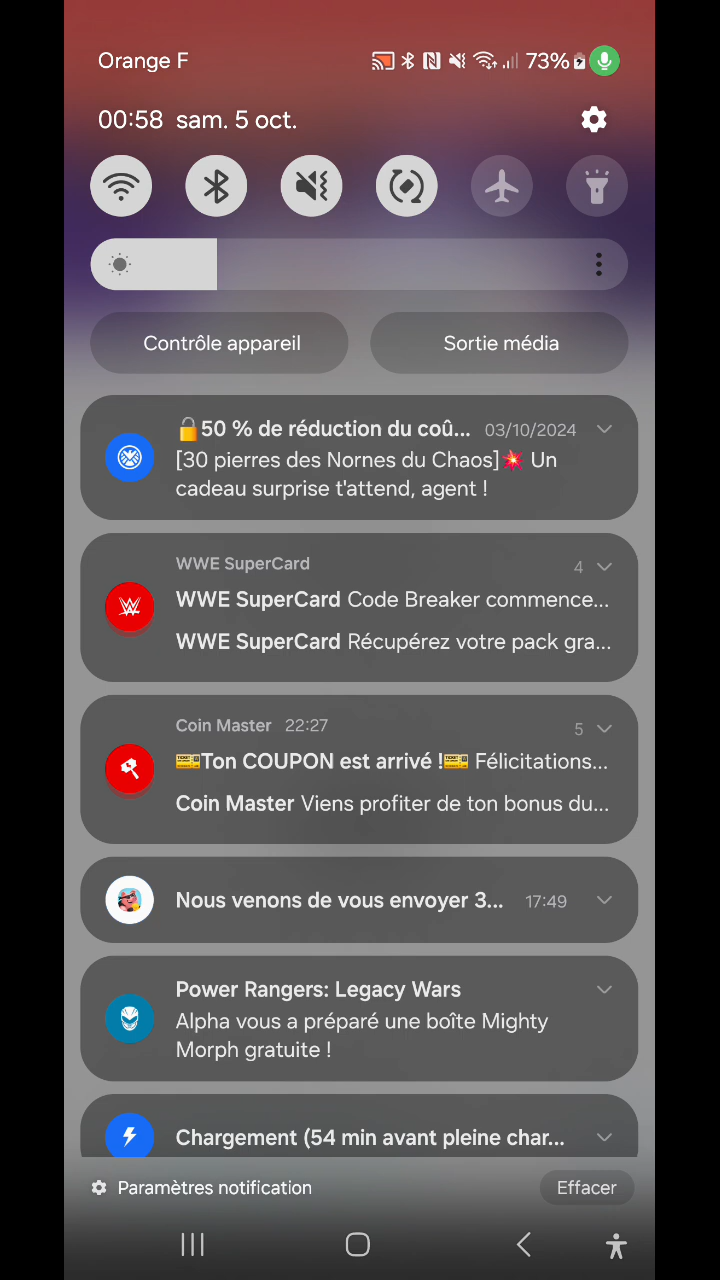 Orange F
73%
00:58 sam. 5 oct.
Contrôle appareil
Sortie média
50 % de réduction du coû... 03/10/2024
[30 pierres des Nornes du Chaos]💥 Un
cadeau surprise t'attend, agent !
WWE SuperCard 4
WWE SuperCard Code Breaker commence...
WWE SuperCard Récupérez votre pack gra...
Coin Master 22:27 5
🎫Ton COUPON est arrivé !🎫 Félicitations...
Coin Master Viens profiter de ton bonus du...
Nous venons de vous envoyer 3... 17:49
Power Rangers: Legacy Wars
Alpha vous a préparé une boîte Mighty
Morph gratuite !
Chargement (54 min avant pleine char...
Paramètres notification
Effacer